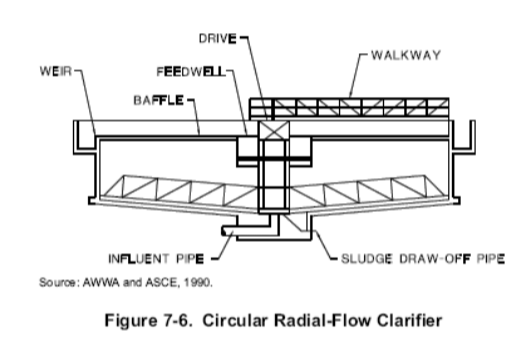 DRIVE
WALKWAY
WEIR
FEEDWELL
BAFFLE
INFLUENT PIPE
SLUDGE DRAW-OFF PIPE
Source: AWWA and ASCE, 1990.
Figure 7-6. Circular Radial-Flow Clarifier